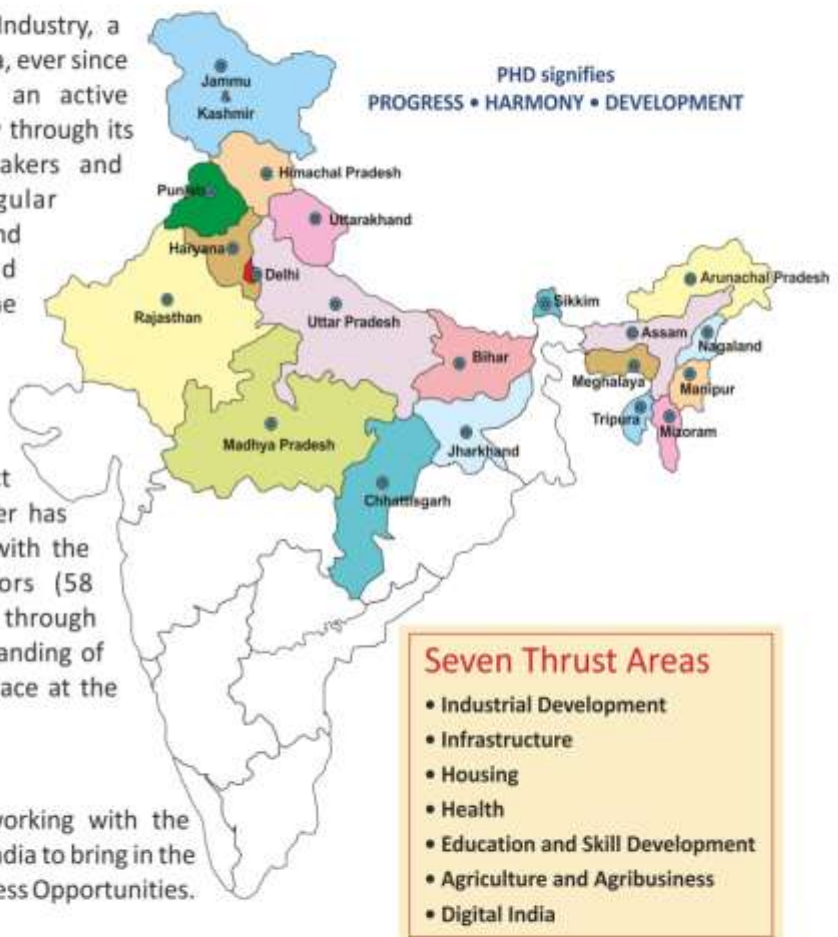 Industry, a
ever since
an active
through its
akers and
gular
nd
d
ne
ct
er has
with the
ors (58
through
anding of
ace at the
working with the
ndia to bring in the
ess Opportunities.
PHD signifies
PROGRESS • HARMONY • DEVELOPMENT
Jammu
&
Kashmir
Himachal Pradesh
Punjab
Uttarakhand
Haryana
Delhi
Rajasthan
Uttar Pradesh
Bihar
Sikkim
Arunachal Pradesh
Assam
Nagaland
Meghalaya
Manipur
Tripura
Mizoram
Madhya Pradesh
Jharkhand
Chhattisgarh
Seven Thrust Areas
• Industrial Development
• Infrastructure
• Housing
• Health
• Education and Skill Development
• Agriculture and Agribusiness
• Digital India